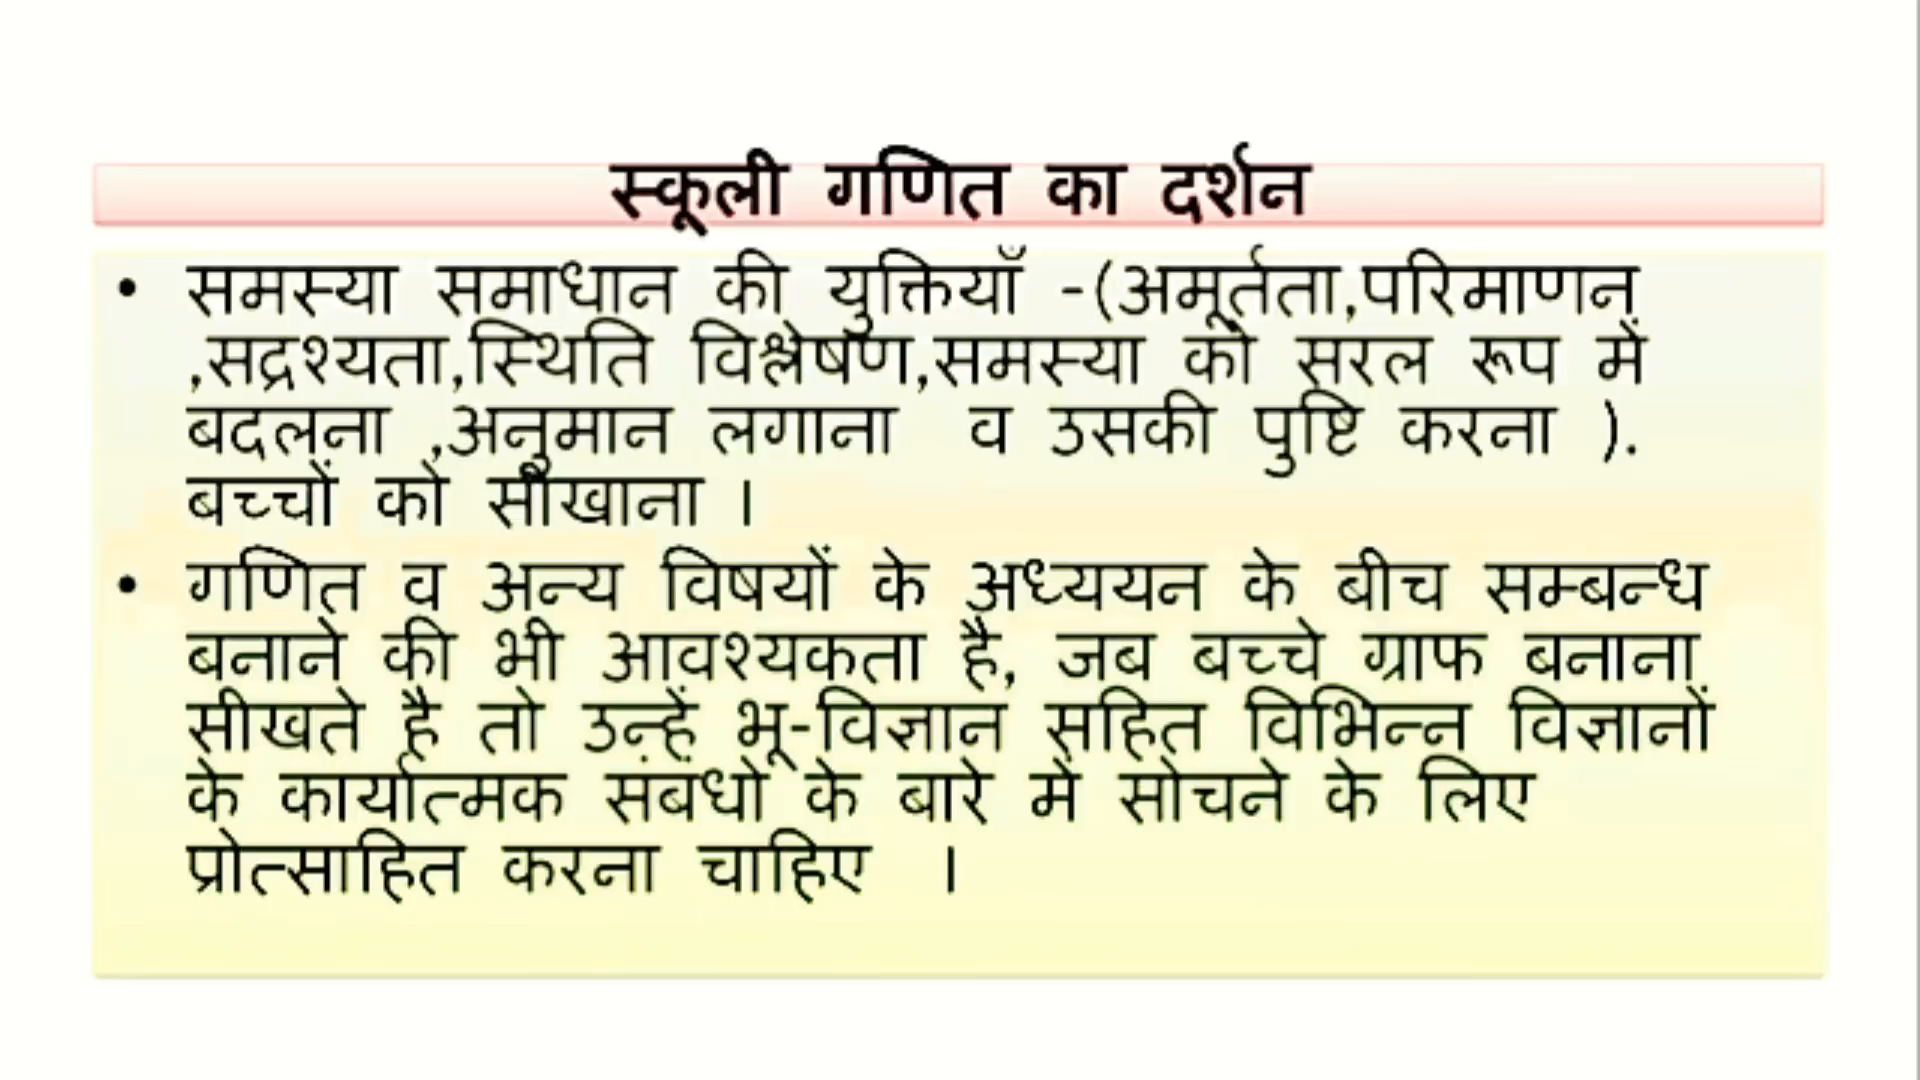 स्कूली गणित का दर्शन
• समस्या समाधान की युक्तियाँ -(अमूर्तता,परिमाणन
,सद्रश्यता,स्थिति विश्लेषण,समस्या को सरल रूप में
बदलना ,अनुमान लगाना व उसकी पुष्टि करना ).
बच्चों को सीखाना ।
• गणित व अन्य विषयों के अध्ययन के बीच सम्बन्ध
बनाने की भी आवश्यकता है, जब बच्चे ग्राफ बनाना
सीखते है तो उन्हें भू-विज्ञान सहित विभिन्न विज्ञानों
के कार्यात्मक संबंधो के बारे में सोचने के लिए
प्रोत्साहित करना चाहिए ।